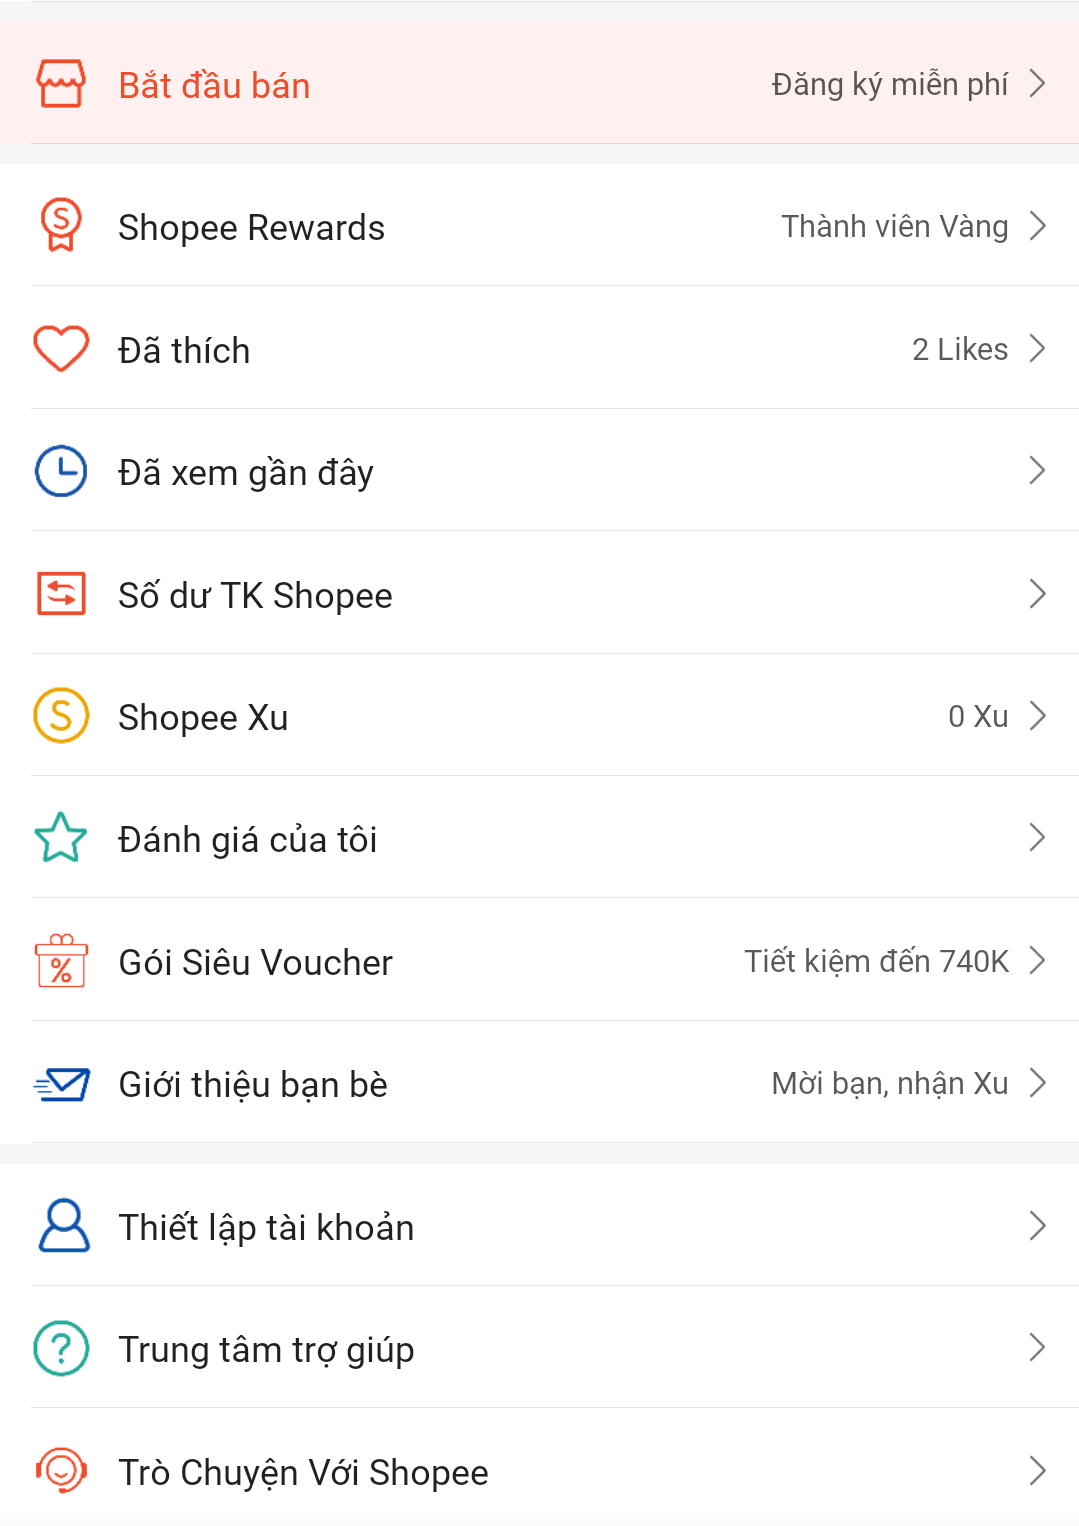 Bắt đầu bán Đăng ký miễn phí
Shopee Rewards Thành viên Vàng
Đã thích 2 Likes
Đã xem gần đây
Số dư TK Shopee
Shopee Xu 0 Xu
Đánh giá của tôi
Gói Siêu Voucher Tiết kiệm đến 740K
Giới thiệu bạn bè Mời bạn, nhận Xu
Thiết lập tài khoản
Trung tâm trợ giúp
Trò Chuyện Với Shopee